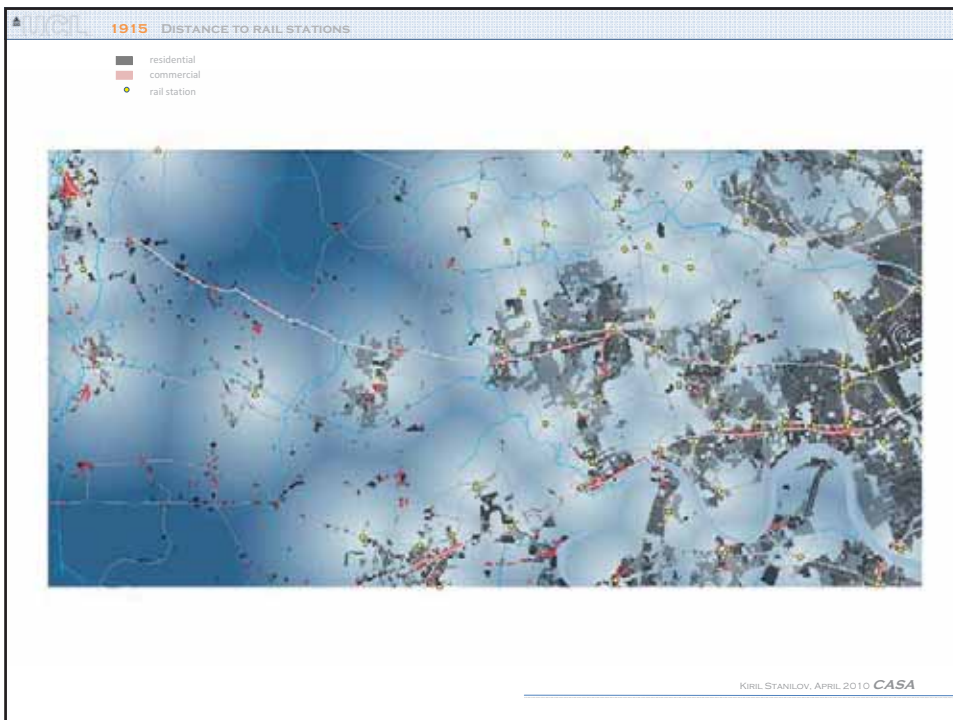 UCL
1915 DISTANCE TO RAIL STATIONS
residential
commercial
rail station
KIRIL STANILOV, APRIL 2010 CASA